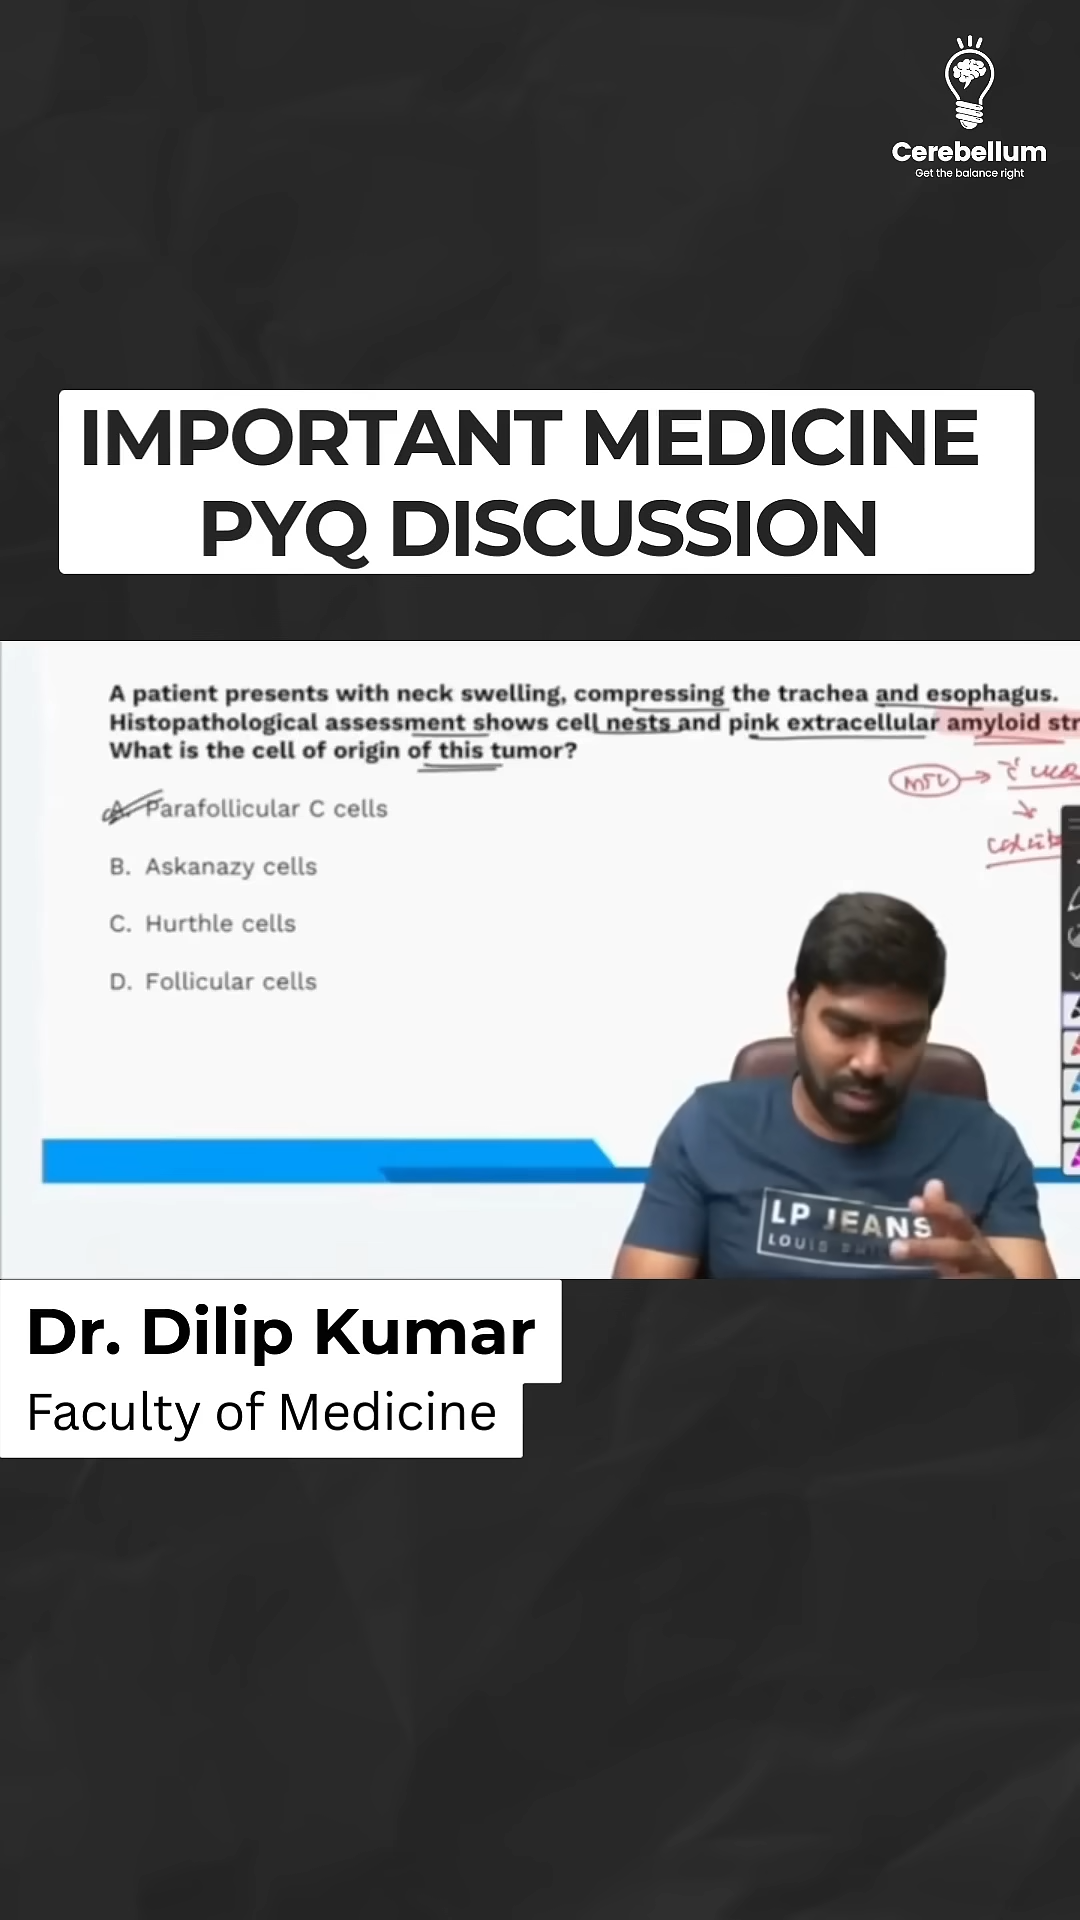 Cerebellum
Get the balance right
IMPORTANT MEDICINE
PYQ DISCUSSION
A patient presents with neck swelling, compressing the trachea and esophagus.
Histopathological assessment shows cell nests and pink extracellular amyloid str
What is the cell of origin of this tumor?
MTC
A. Parafollicular C cells
B. Askanazy cells
C. Hurthle cells
D. Follicular cells
LP JEANS
LOUIS
Dr. Dilip Kumar
Faculty of Medicine